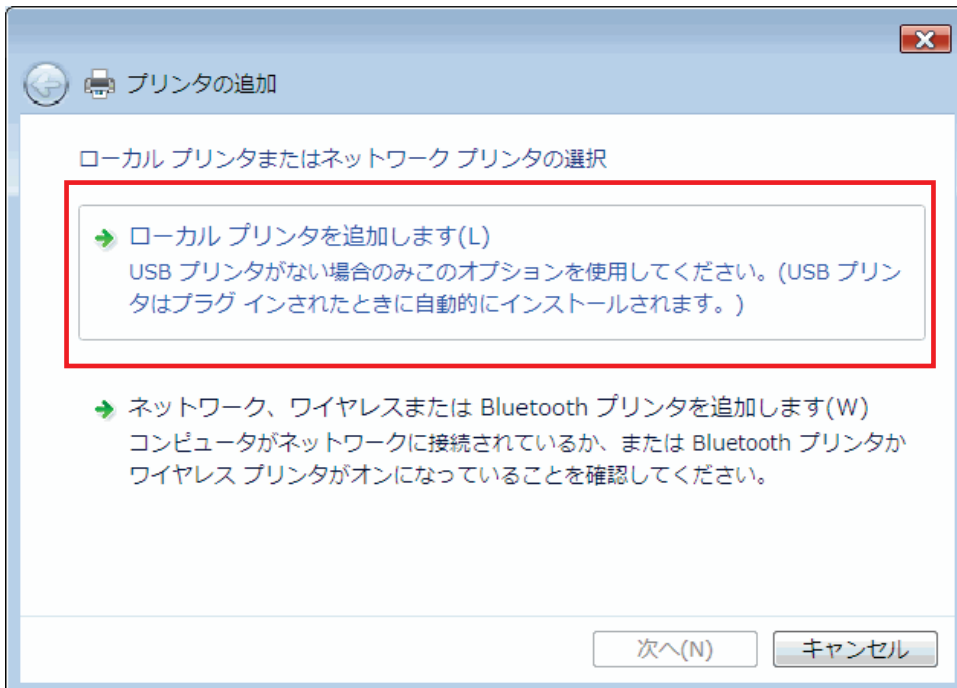 プリンタの追加
ローカル プリンタまたはネットワーク プリンタの選択
ローカル プリンタを追加します(L)
USB プリンタがない場合のみこのオプションを使用してください。(USB プリン
タはプラグ インされたときに自動的にインストールされます。)
ネットワーク、ワイヤレスまたは Bluetooth プリンタを追加します(W)
コンピュータがネットワークに接続されているか、または Bluetooth プリンタか
ワイヤレス プリンタがオンになっていることを確認してください。
次へ(N)
キャンセル